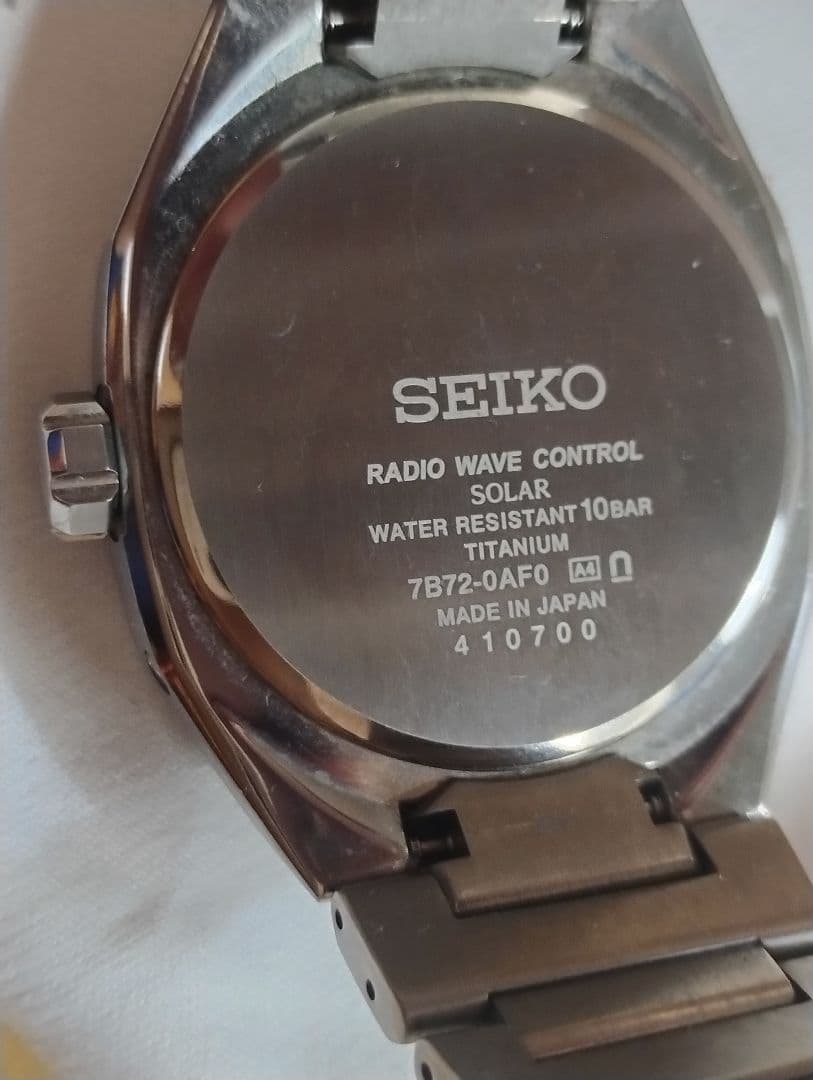 SEIKO
RADIO WAVE CONTROL
SOLAR
WATER RESISTANT 10BAR
TITANIUM
7B72-0AF0 A4
MADE IN JAPAN
410700